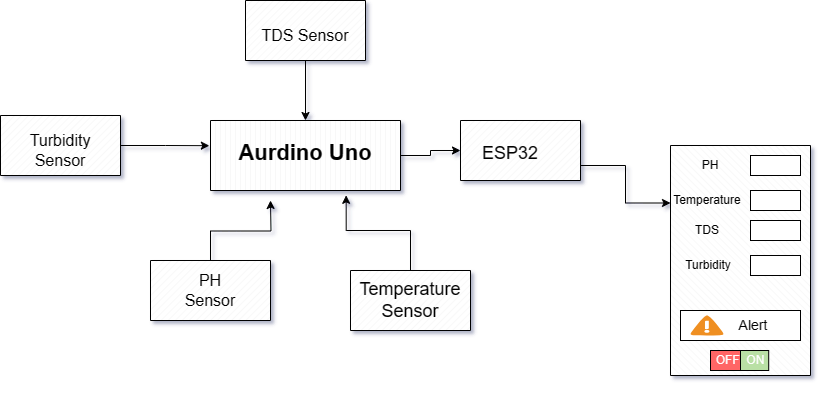 TDS Sensor
Turbidity
Sensor
Aurdino Uno
ESP32
PH
Sensor
Temperature
Sensor
PH
Temperature
TDS
Turbidity
Alert
OFF ON